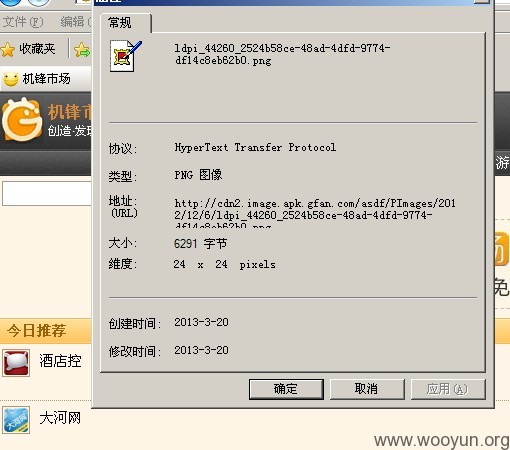 文件(F) 编辑
收藏夹
机锋市场
机锋市
创造·发现
常规
ldpi_44260_2524b58ce-48ad-4dfd-9774-
df14c8eb62b0.png
协议: HyperText Transfer Protocol
类型: PNG 图像
地址:
(URL)
http://cdn2.image.apk.gfan.com/asdf/PImages/201
2/12/6/ldpi_44260_2524b58ce-48ad-4dfd-9774-
df14c8eb62b0.png
大小: 6291 字节
维度: 24 x 24 pixels
创建时间: 2013-3-20
修改时间: 2013-3-20
确定 取消 应用(A)
游
免
今日推荐
酒店控
大河网
www.wooyun.org